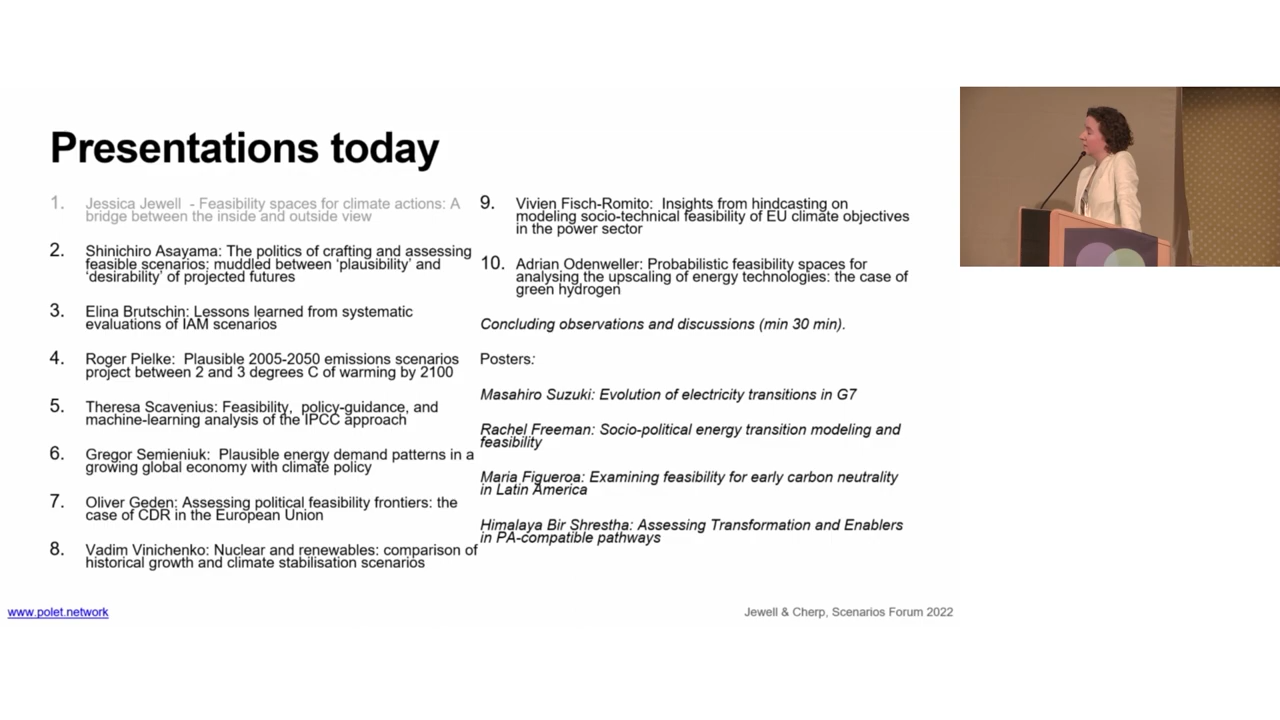 Presentations today
1. Jessica Jewell - Feasibility spaces for climate actions: A
bridge between the inside and outside view
2. Shinichiro Asayama: The politics of crafting and assessing
feasible scenarios: muddled between ‘plausibility’ and
‘desirability’ of projected futures
3. Elina Brutschin: Lessons learned from systematic
evaluations of IAM scenarios
4. Roger Pielke: Plausible 2005-2050 emissions scenarios
project between 2 and 3 degrees C of warming by 2100
5. Theresa Scavenius: Feasibility, policy-guidance, and
machine-learning analysis of the IPCC approach
6. Gregor Semieniuk: Plausible energy demand patterns in a
growing global economy with climate policy
7. Oliver Geden: Assessing political feasibility frontiers: the
case of CDR in the European Union
8. Vadim Vinichenko: Nuclear and renewables: comparison of
historical growth and climate stabilisation scenarios
9. Vivien Fisch-Romito: Insights from hindcasting on
modeling socio-technical feasibility of EU climate objectives
in the power sector
10. Adrian Odenweller: Probabilistic feasibility spaces for
analysing the upscaling of energy technologies: the case of
green hydrogen
Concluding observations and discussions (min 30 min).
Posters:
Masahiro Suzuki: Evolution of electricity transitions in G7
Rachel Freeman: Socio-political energy transition modeling and
feasibility
Maria Figueroa: Examining feasibility for early carbon neutrality
in Latin America
Himalaya Bir Shrestha: Assessing Transformation and Enablers
in PA-compatible pathways
www.polet.network
Jewell & Cherp, Scenarios Forum 2022